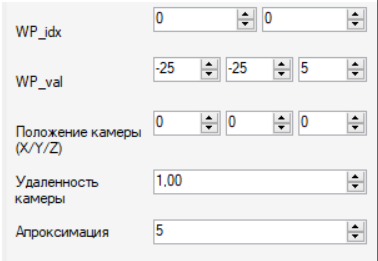 WP_idx 0 0
WP_val -25 -25 5
Положение камеры (X/Y/Z) 0 0 0
Удаленность камеры 1,00
Апроксимация 5